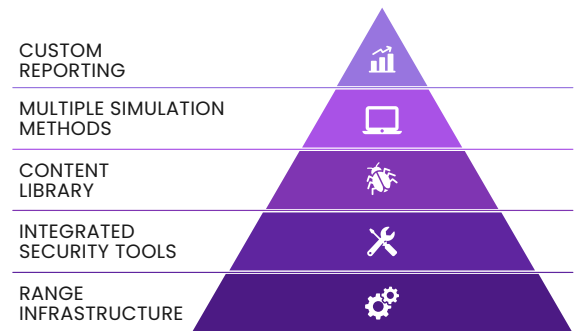 CUSTOM
REPORTING
MULTIPLE SIMULATION
METHODS
CONTENT
LIBRARY
INTEGRATED
SECURITY TOOLS
RANGE
INFRASTRUCTURE